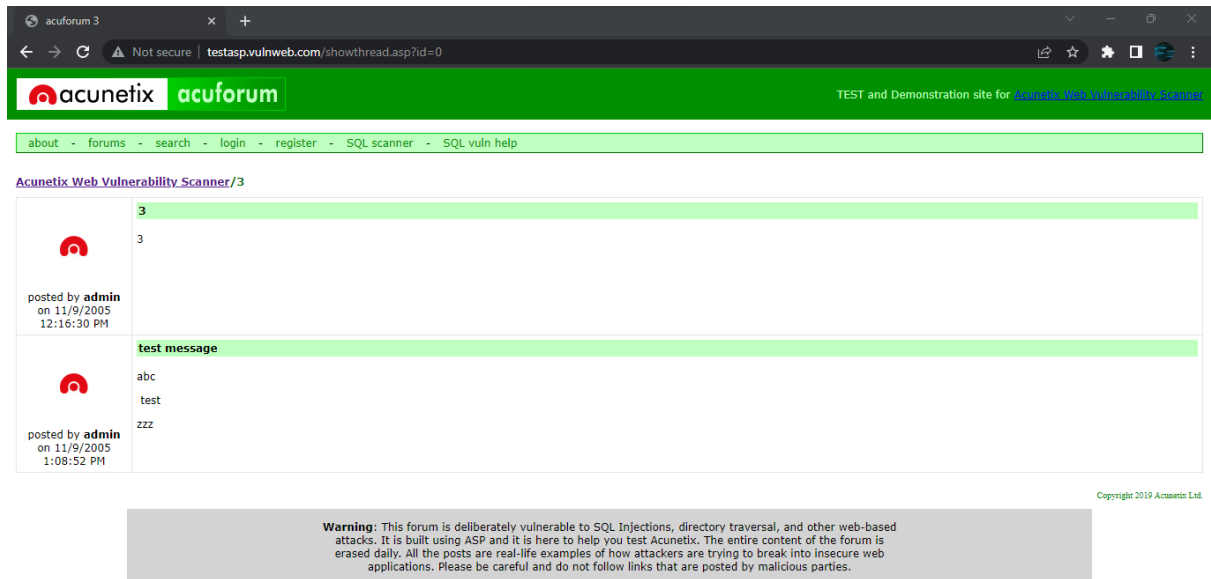 acuforum 3
Not secure | testasp.vulnweb.com/showthread.asp?id=0
acunetix acuforum
TEST and Demonstration site for Acunetix Web Vulnerability Scanner
about - forums - search - login - register - SQL scanner - SQL vuln help
Acunetix Web Vulnerability Scanner/3
3
3
posted by admin
on 11/9/2005
12:16:30 PM
test message
abc
test
zzz
posted by admin
on 11/9/2005
1:08:52 PM
Copyright 2019 Acunetix Ltd.
Warning: This forum is deliberately vulnerable to SQL Injections, directory traversal, and other web-based
attacks. It is built using ASP and it is here to help you test Acunetix. The entire content of the forum is
erased daily. All the posts are real-life examples of how attackers are trying to break into insecure web
applications. Please be careful and do not follow links that are posted by malicious parties.